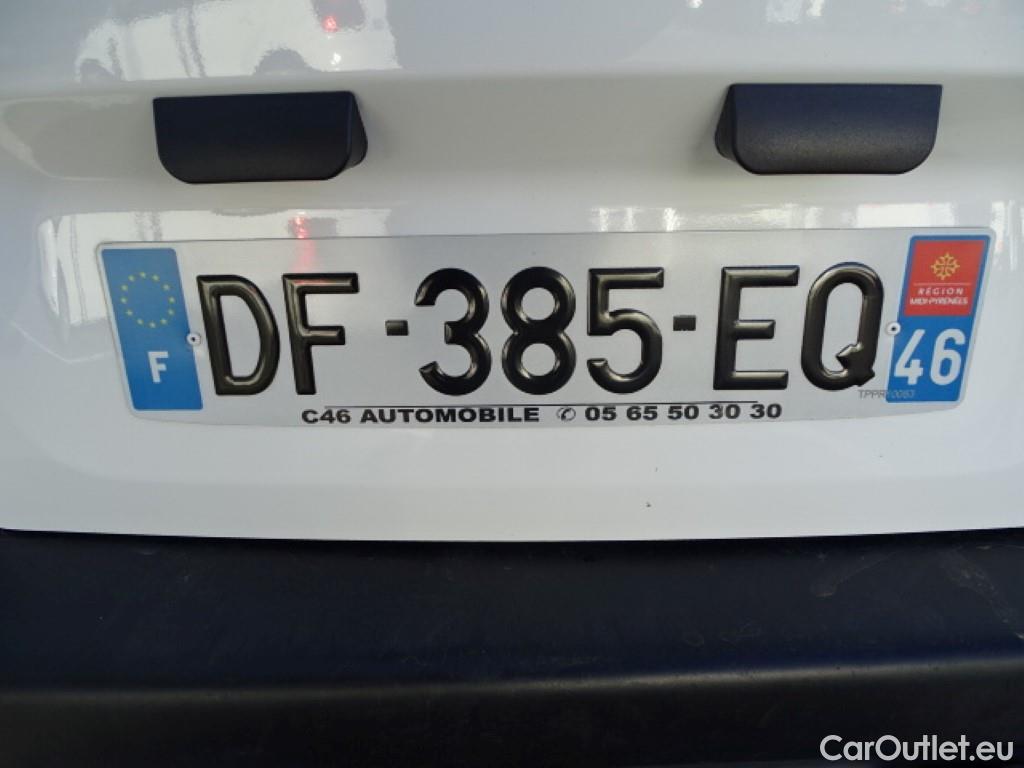 F
DF-385-EQ
RÉGION
MIDI-PYRÉNÉES
46
C46 AUTOMOBILE ✆ 05 65 50 30 30
CarOutlet.eu